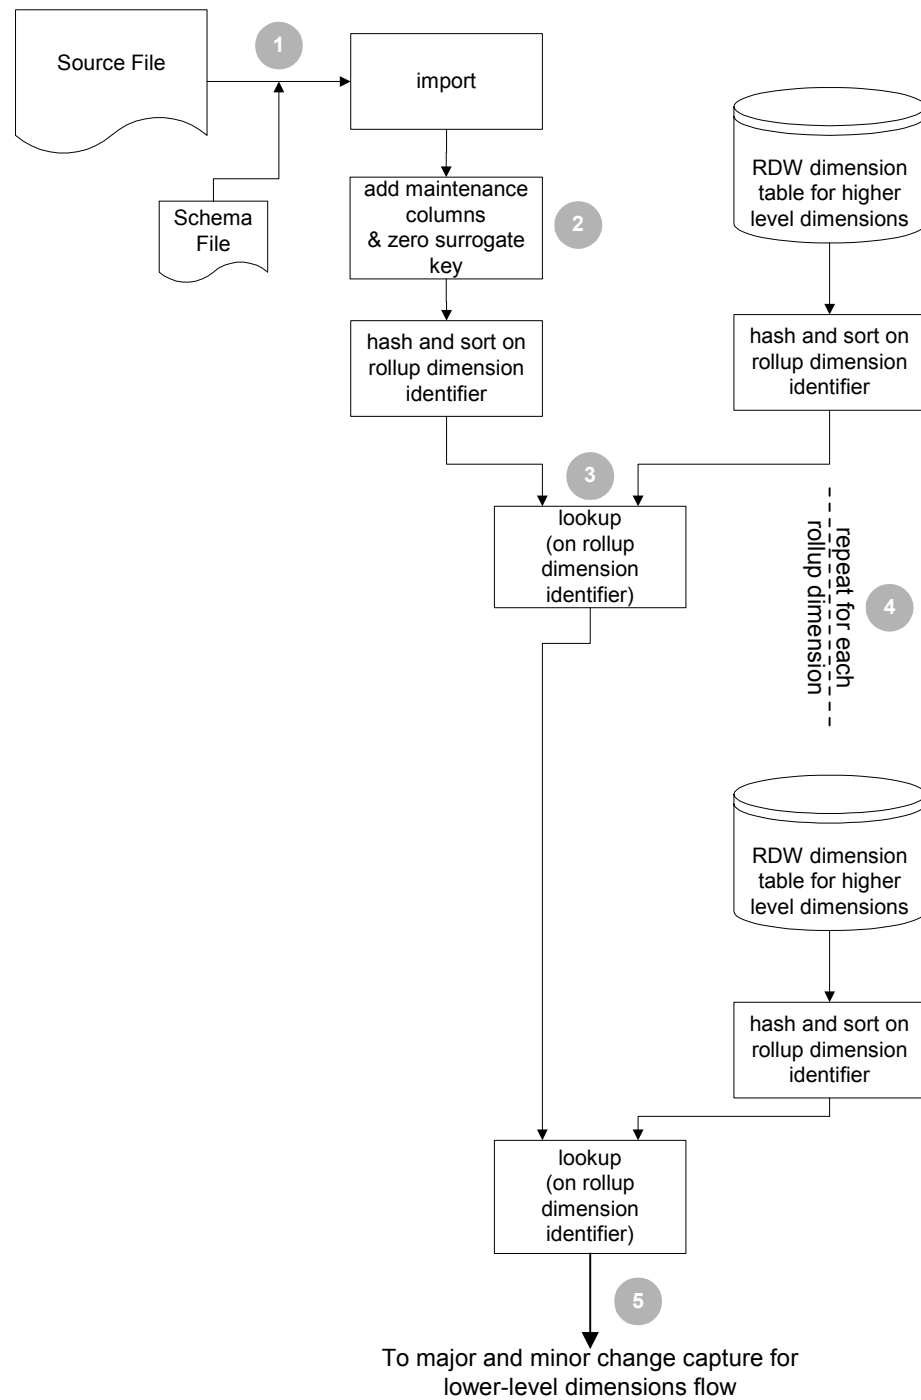 1
Source File
import
Schema
File
add maintenance
columns
& zero surrogate
key
2
RDW dimension
table for higher
level dimensions
hash and sort on
rollup dimension
identifier
hash and sort on
rollup dimension
identifier
3
lookup
(on rollup
dimension
identifier)
repeat for each
rollup dimension
4
RDW dimension
table for higher
level dimensions
hash and sort on
rollup dimension
identifier
lookup
(on rollup
dimension
identifier)
5
To major and minor change capture for
lower-level dimensions flow